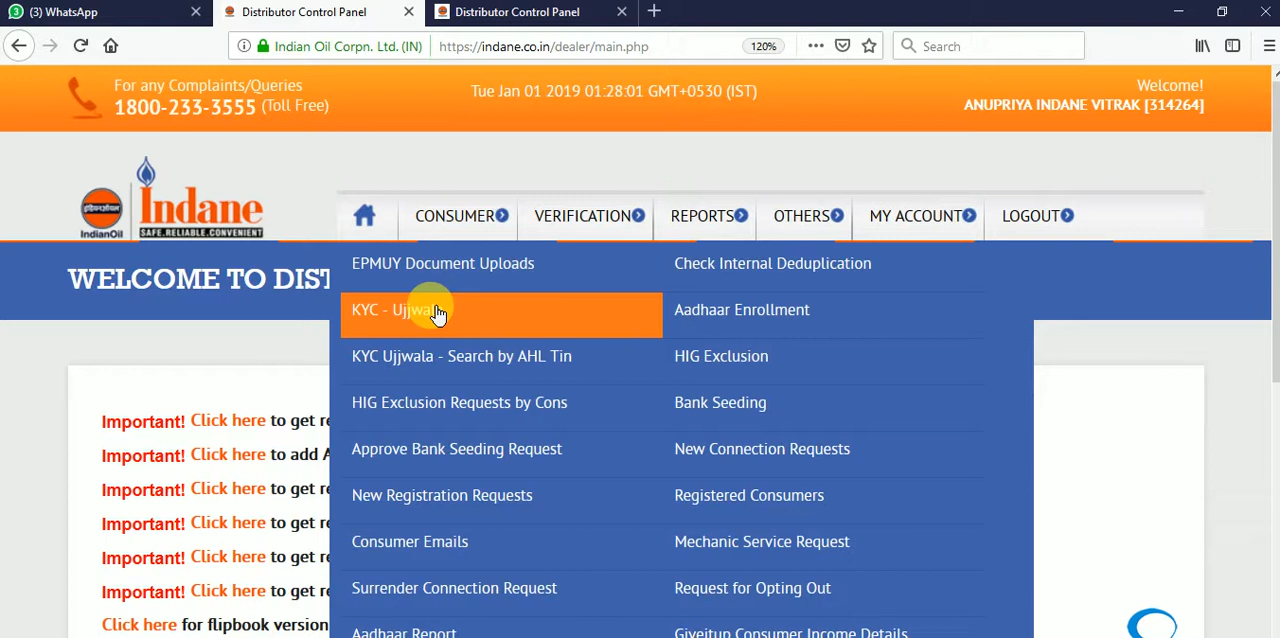 (3) WhatsApp
Distributor Control Panel
Distributor Control Panel
Indian Oil Corpn. Ltd. (IN)
https://indane.co.in/dealer/main.php
120%
Search
For any Complaints/Queries
1800-233-3555 (Toll Free)
Tue Jan 01 2019 01:28:01 GMT+0530 (IST)
Welcome!
ANUPRIYA INDANE VITRAK [314264]
इंडियनऑयल
IndianOil
Indane
SAFE.RELIABLE.CONVENIENT
CONSUMER
VERIFICATION
REPORTS
OTHERS
MY ACCOUNT
LOGOUT
WELCOME TO DIST
EPMUY Document Uploads
Check Internal Deduplication
KYC - Ujjwala
Aadhaar Enrollment
KYC Ujjwala - Search by AHL Tin
HIG Exclusion
HIG Exclusion Requests by Cons
Bank Seeding
Approve Bank Seeding Request
New Connection Requests
New Registration Requests
Registered Consumers
Consumer Emails
Mechanic Service Request
Surrender Connection Request
Request for Opting Out
Aadhaar Report
Giveitup Consumer Income Details
Important! Click here to get re
Important! Click here to add A
Important! Click here to get re
Important! Click here to get re
Important! Click here to get re
Important! Click here to get re
Click here for flipbook version